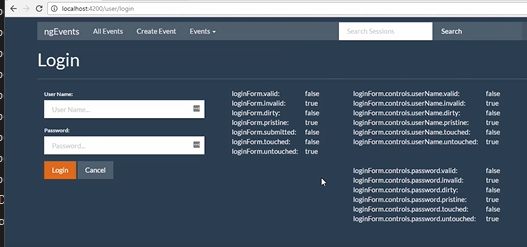 localhost:4200/user/login
ngEvents All Events Create Event Events Search Sessions Search
Login
User Name:
User Name...
Password:
Password...
Login Cancel
loginForm.valid: false
loginForm.invalid: true
loginForm.dirty: false
loginForm.pristine: true
loginForm.submitted: false
loginForm.touched: false
loginForm.untouched: true
loginForm.controls.userName.valid: false
loginForm.controls.userName.invalid: true
loginForm.controls.userName.dirty: false
loginForm.controls.userName.pristine: true
loginForm.controls.userName.touched: false
loginForm.controls.userName.untouched: true
loginForm.controls.password.valid: false
loginForm.controls.password.invalid: true
loginForm.controls.password.dirty: false
loginForm.controls.password.pristine: true
loginForm.controls.password.touched: false
loginForm.controls.password.untouched: true